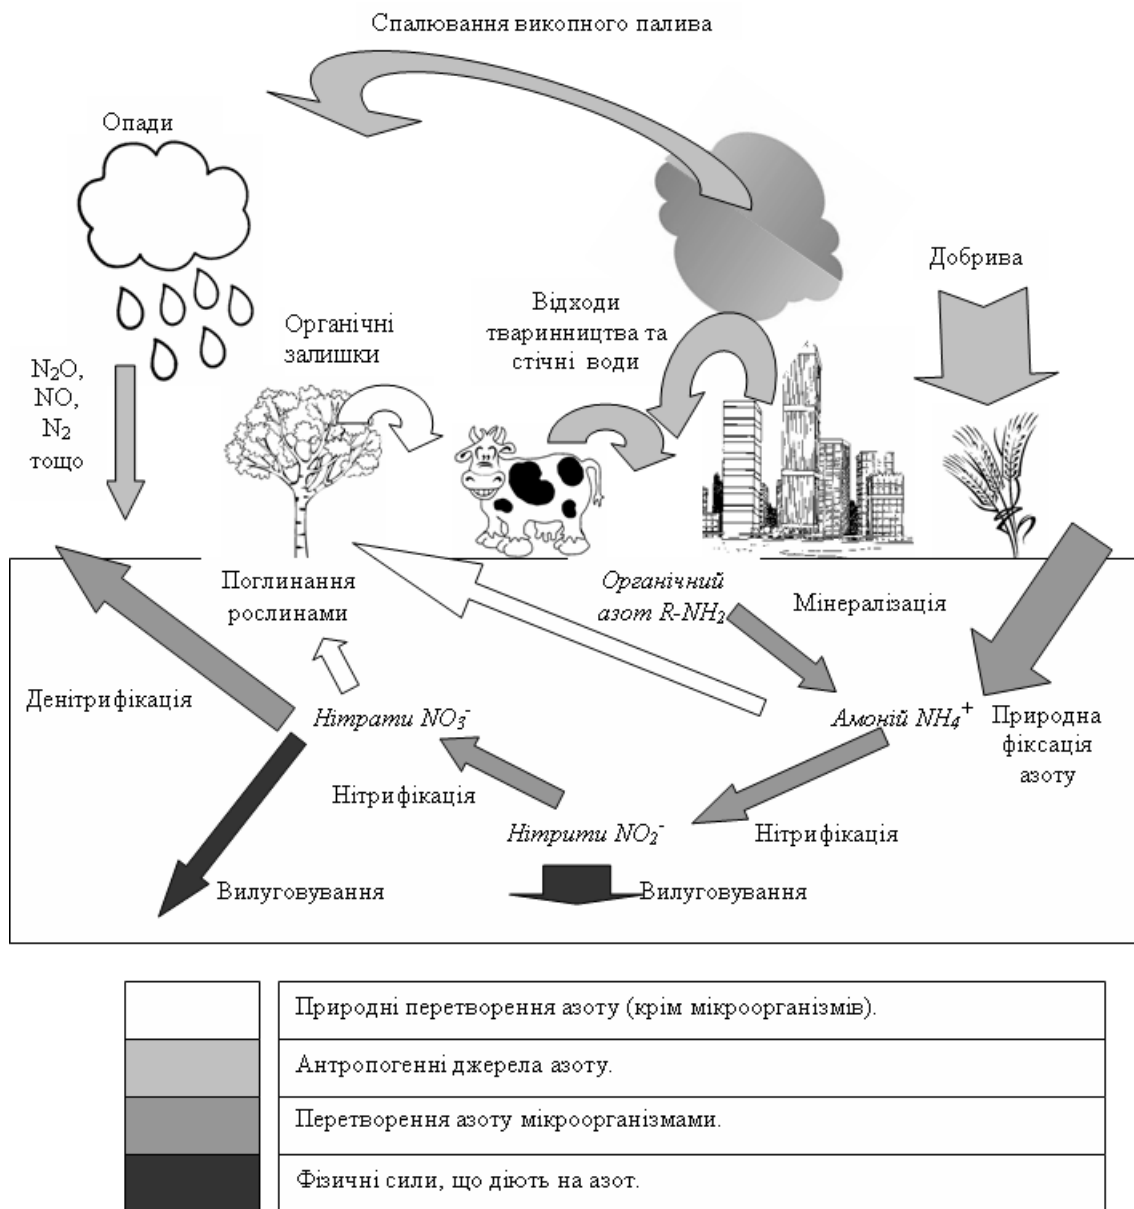 Спалювання викопного палива
Опади
Добрива
Відходи
тваринництва та
стічні води
Органічні
залишки
N₂O,
NO,
N₂
тощо
Поглинання
рослинами
Органічний
азот R-NH₂
Мінералізація
Денітрифікація
Нітрати NO₃⁻
Амоній NH₄⁺
Природна
фіксація
азоту
Нітрифікація
Нітрити NO₂⁻
Нітрифікація
Вилуговування
Вилуговування
Природні перетворення азоту (крім мікроорганізмів).
Антропогенні джерела азоту.
Перетворення азоту мікроорганізмами.
Фізичні сили, що діють на азот.